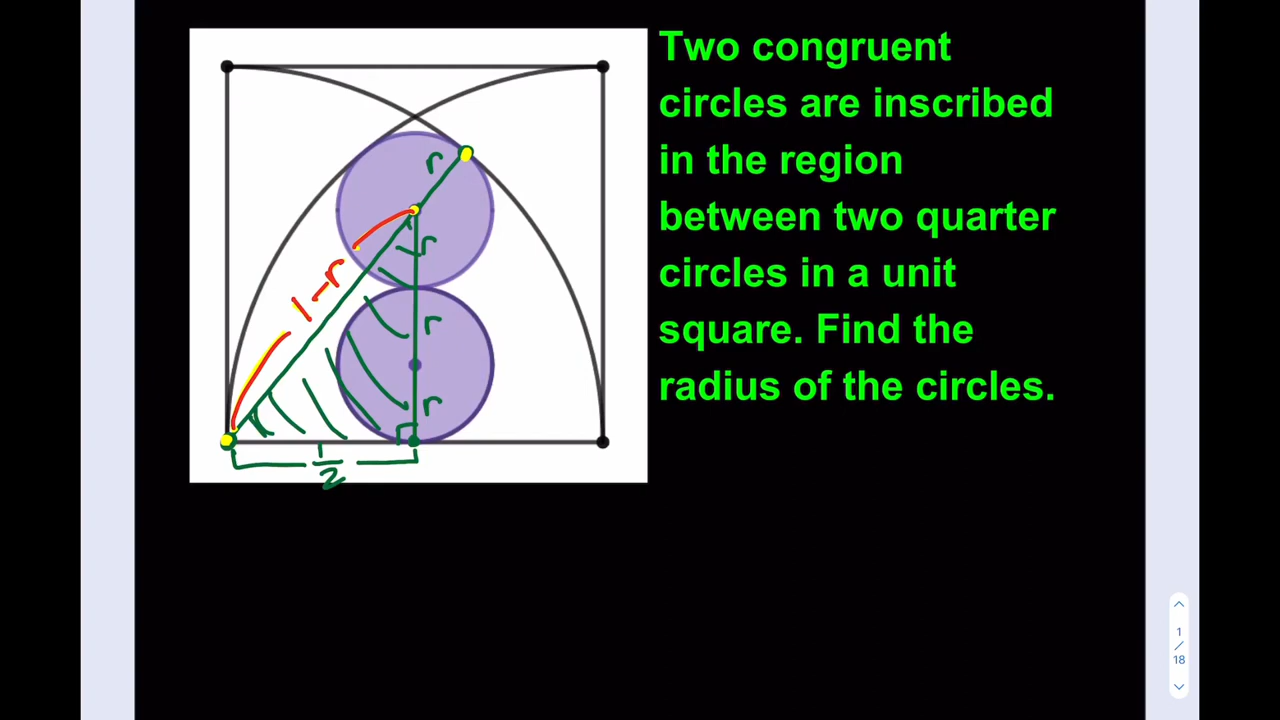 Two congruent
circles are inscribed
in the region
between two quarter
circles in a unit
square. Find the
radius of the circles.
r
r
1-r
r
r
1/2
1
/
18